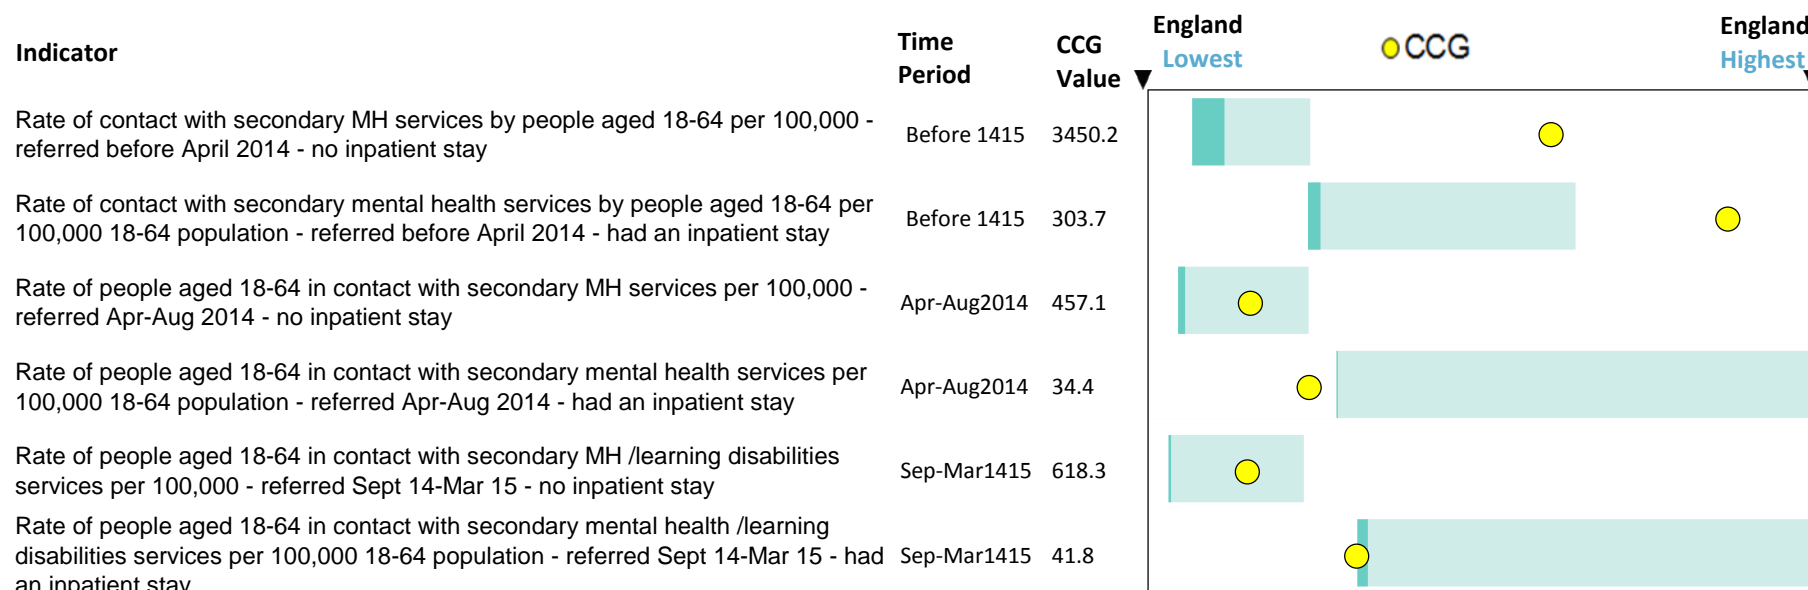 Indicator
Time
Period
CCG
Value
England
Lowest
CCG
England
Highest
Rate of contact with secondary MH services by people aged 18-64 per 100,000 -
referred before April 2014 - no inpatient stay
Before 1415
3450.2
Rate of contact with secondary mental health services by people aged 18-64 per
100,000 18-64 population - referred before April 2014 - had an inpatient stay
Before 1415
303.7
Rate of people aged 18-64 in contact with secondary MH services per 100,000 -
referred Apr-Aug 2014 - no inpatient stay
Apr-Aug2014
457.1
Rate of people aged 18-64 in contact with secondary mental health services per
100,000 18-64 population - referred Apr-Aug 2014 - had an inpatient stay
Apr-Aug2014
34.4
Rate of people aged 18-64 in contact with secondary MH /learning disabilities
services per 100,000 - referred Sept 14-Mar 15 - no inpatient stay
Sep-Mar1415
618.3
Rate of people aged 18-64 in contact with secondary mental health /learning
disabilities services per 100,000 18-64 population - referred Sept 14-Mar 15 - had
an inpatient stay
Sep-Mar1415
41.8